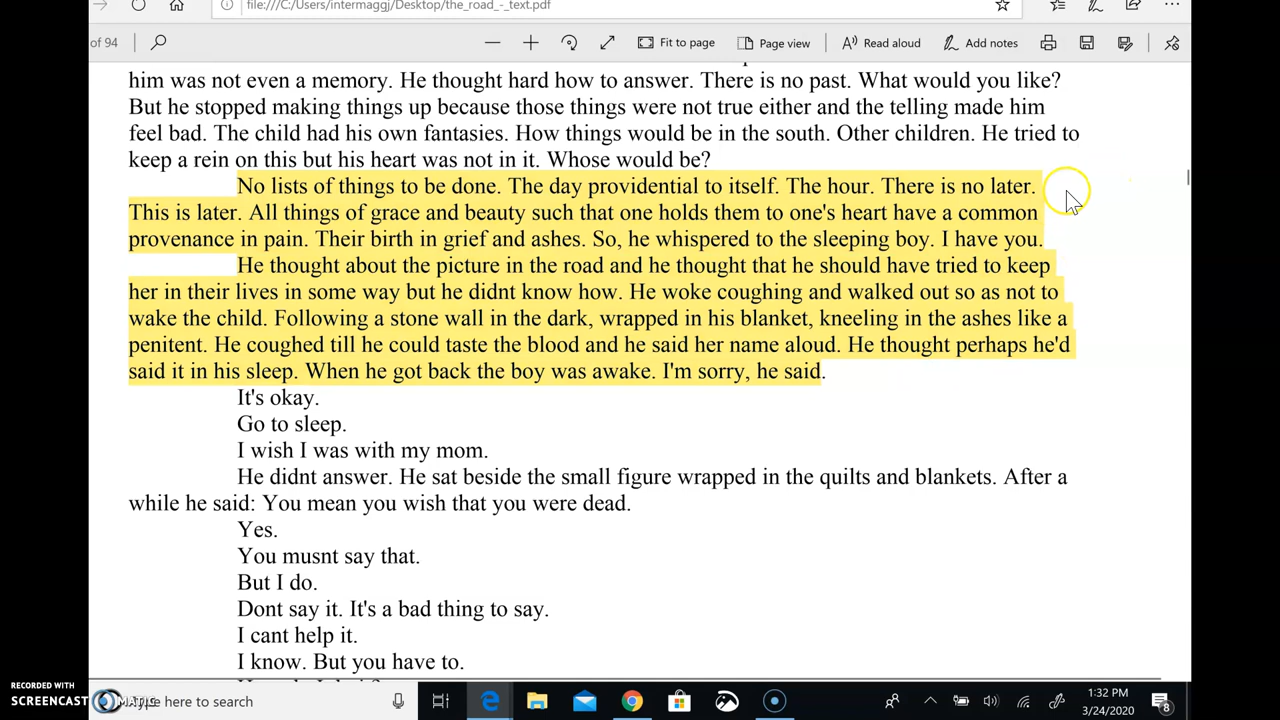 file:///C:/Users/intermaggj/Desktop/the_road_-_text.pdf
of 94
Fit to page
Page view
Read aloud
Add notes
him was not even a memory. He thought hard how to answer. There is no past. What would you like?
But he stopped making things up because those things were not true either and the telling made him
feel bad. The child had his own fantasies. How things would be in the south. Other children. He tried to
keep a rein on this but his heart was not in it. Whose would be?
No lists of things to be done. The day providential to itself. The hour. There is no later.
This is later. All things of grace and beauty such that one holds them to one's heart have a common
provenance in pain. Their birth in grief and ashes. So, he whispered to the sleeping boy. I have you.
He thought about the picture in the road and he thought that he should have tried to keep
her in their lives in some way but he didnt know how. He woke coughing and walked out so as not to
wake the child. Following a stone wall in the dark, wrapped in his blanket, kneeling in the ashes like a
penitent. He coughed till he could taste the blood and he said her name aloud. He thought perhaps he'd
said it in his sleep. When he got back the boy was awake. I'm sorry, he said.
It's okay.
Go to sleep.
I wish I was with my mom.
He didnt answer. He sat beside the small figure wrapped in the quilts and blankets. After a
while he said: You mean you wish that you were dead.
Yes.
You musnt say that.
But I do.
Dont say it. It's a bad thing to say.
I cant help it.
I know. But you have to.
RECORDED WITH
SCREENCAST MATIC
Type here to search
1:32 PM
3/24/2020
8